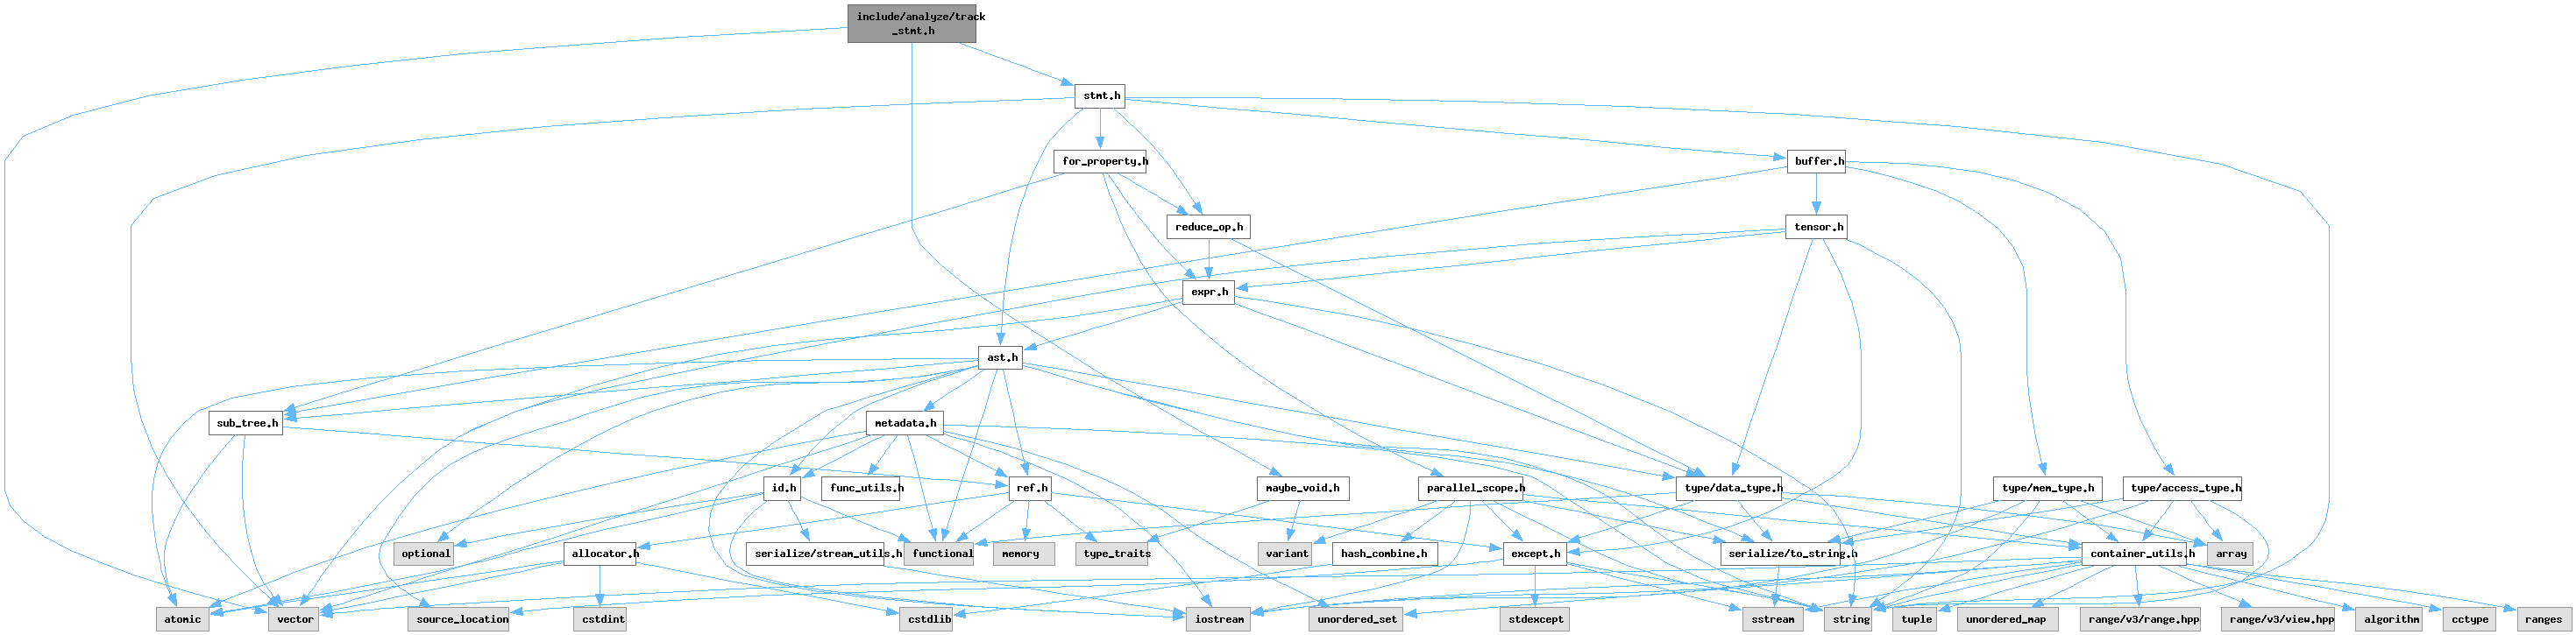 include/analyze/track
_stmt.h
stmt.h
for_property.h
buffer.h
reduce_op.h
tensor.h
expr.h
ast.h
sub_tree.h
metadata.h
id.h
func_utils.h
ref.h
maybe_void.h
parallel_scope.h
type/data_type.h
type/mem_type.h
type/access_type.h
optional
allocator.h
serialize/stream_utils.h
functional
memory
type_traits
variant
hash_combine.h
except.h
serialize/to_string.h
container_utils.h
array
atomic
vector
source_location
cstdint
cstdlib
iostream
unordered_set
stdexcept
sstream
string
tuple
unordered_map
range/v3/range.hpp
range/v3/view.hpp
algorithm
cctype
ranges